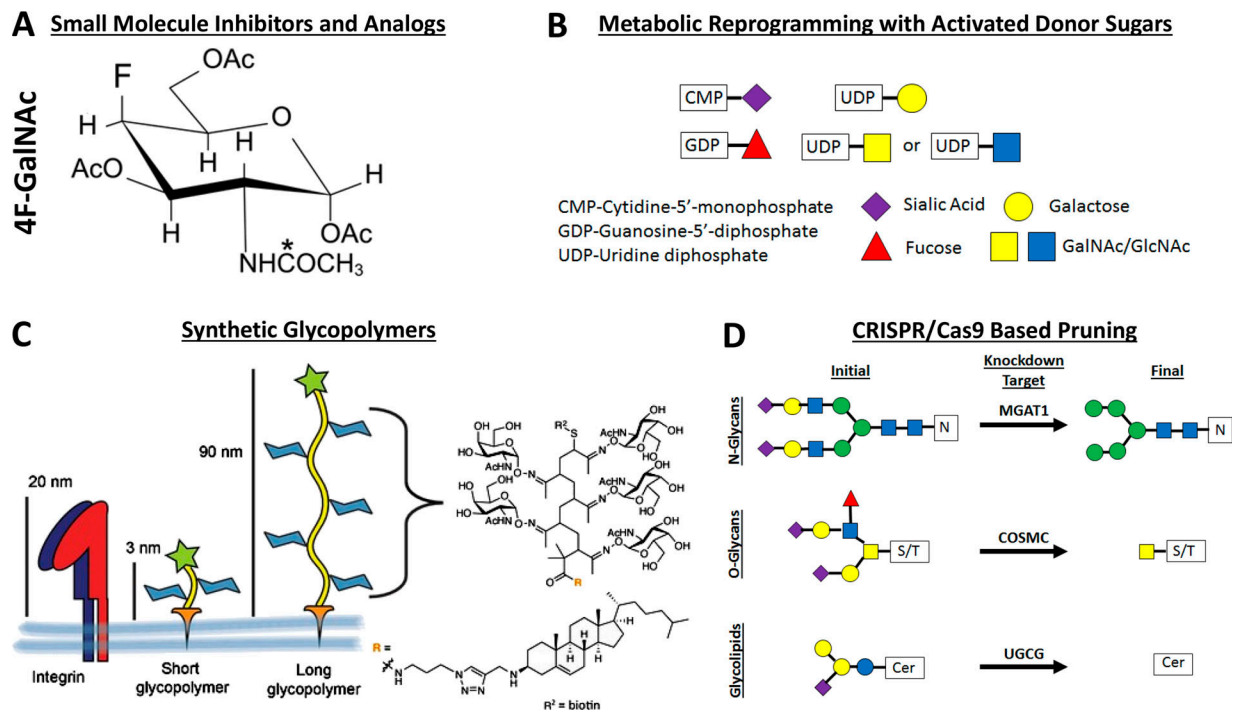 A Small Molecule Inhibitors and Analogs
4F-GalNAc
OAc
F
O
H
H
H
H
AcO
H
OAc
*
NHCOCH3
B Metabolic Reprogramming with Activated Donor Sugars
CMP
UDP
GDP
UDP
or
UDP
CMP-Cytidine-5’-monophosphate
GDP-Guanosine-5’-diphosphate
UDP-Uridine diphosphate
Sialic Acid
Galactose
Fucose
GalNAc/GlcNAc
C Synthetic Glycopolymers
90 nm
20 nm
3 nm
Integrin
Short
glycopolymer
Long
glycopolymer
R =
R² = biotin
D CRISPR/Cas9 Based Pruning
Initial
Knockdown
Target
Final
N-Glycans
MGAT1
N
N
O-Glycans
COSMC
S/T
S/T
Glycolipids
UGCG
Cer
Cer